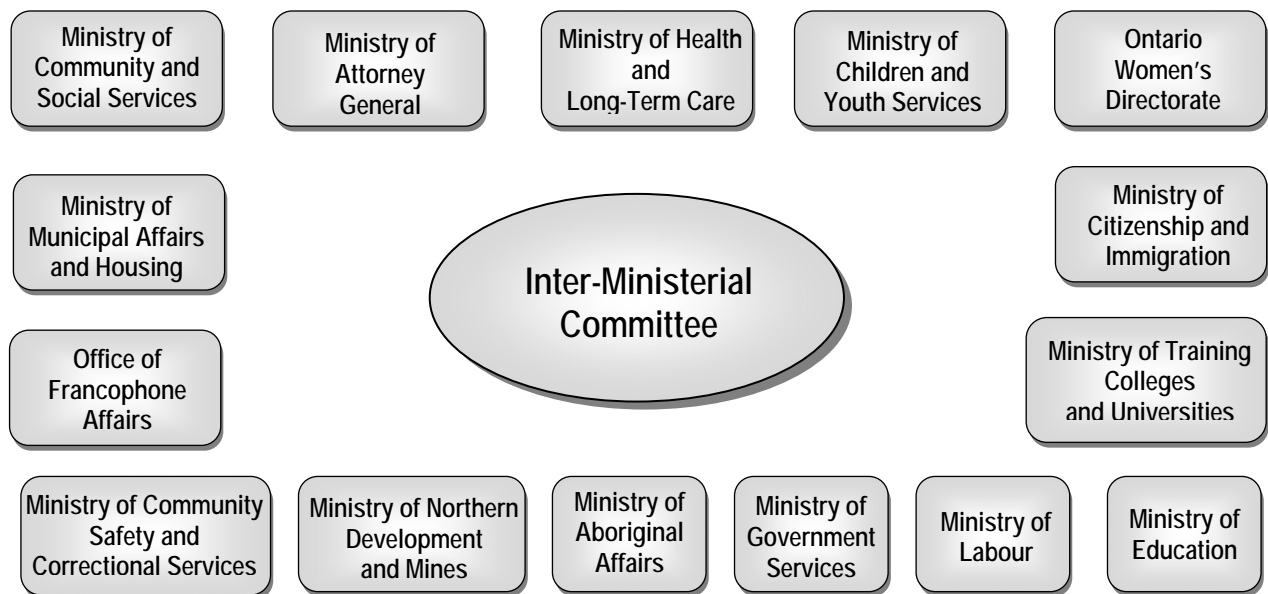 Ministry of
Community and
Social Services
Ministry of
Attorney
General
Ministry of Health
and
Long-Term Care
Ministry of
Children and
Youth Services
Ontario
Women's
Directorate
Ministry of
Municipal Affairs
and Housing
Inter-Ministerial
Committee
Ministry of
Citizenship and
Immigration
Office of
Francophone
Affairs
Ministry of Training
Colleges
and Universities
Ministry of Community
Safety and
Correctional Services
Ministry of Northern
Development
and Mines
Ministry of
Aboriginal
Affairs
Ministry of
Government
Services
Ministry of
Labour
Ministry of
Education